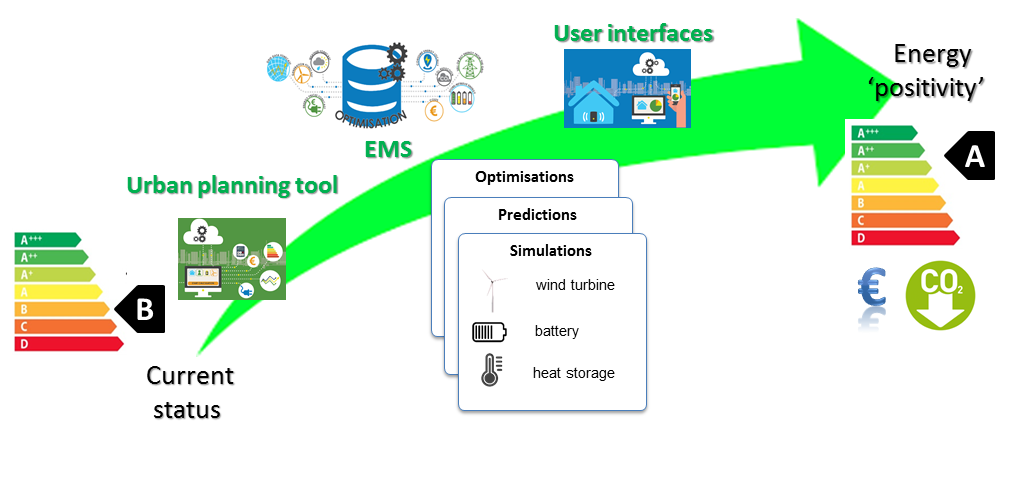 User interfaces
Energy
‘positivity’
OPTIMISATION
EMS
Urban planning tool
A+++
A++
A+
A
B
C
D
B
Current
status
Optimisations
Predictions
Simulations
wind turbine
battery
heat storage
A+++
A++
A+
A
B
C
D
A
€
CO2